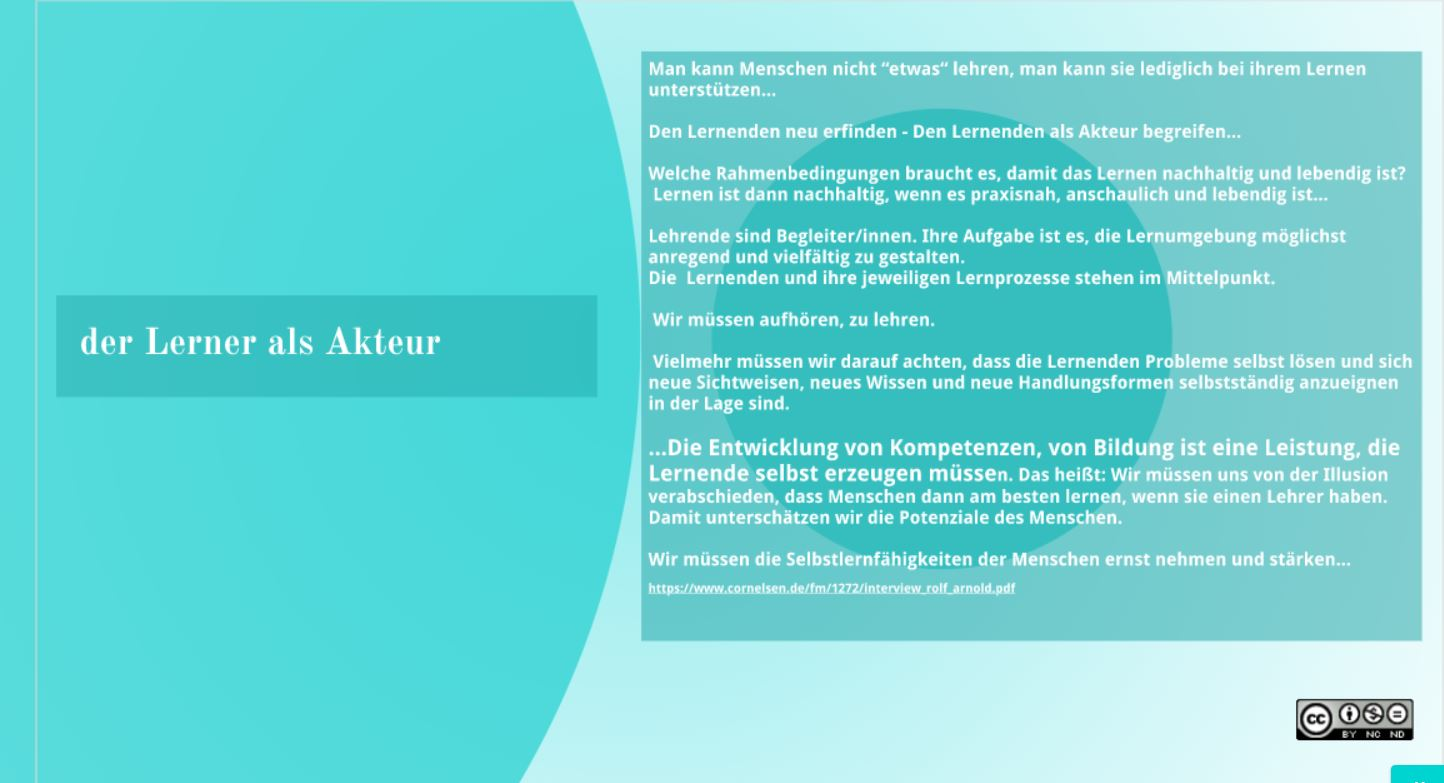 der Lerner als Akteur
Man kann Menschen nicht “etwas“ lehren, man kann sie lediglich bei ihrem Lernen
unterstützen...
Den Lernenden neu erfinden - Den Lernenden als Akteur begreifen...
Welche Rahmenbedingungen braucht es, damit das Lernen nachhaltig und lebendig ist?
Lernen ist dann nachhaltig, wenn es praxisnah, anschaulich und lebendig ist...
Lehrende sind Begleiter/innen. Ihre Aufgabe ist es, die Lernumgebung möglichst
anregend und vielfältig zu gestalten.
Die  Lernenden und ihre jeweiligen Lernprozesse stehen im Mittelpunkt.
Wir müssen aufhören, zu lehren.
Vielmehr müssen wir darauf achten, dass die Lernenden Probleme selbst lösen und sich
neue Sichtweisen, neues Wissen und neue Handlungsformen selbstständig anzueignen
in der Lage sind.
...Die Entwicklung von Kompetenzen, von Bildung ist eine Leistung, die
Lernende selbst erzeugen müssen. Das heißt: Wir müssen uns von der Illusion
verabschieden, dass Menschen dann am besten lernen, wenn sie einen Lehrer haben.
Damit unterschätzen wir die Potenziale des Menschen.
Wir müssen die Selbstlernfähigkeiten der Menschen ernst nehmen und stärken...
https://www.cornelsen.de/fm/1272/interview_rolf_arnold.pdf
cc
BY NC ND